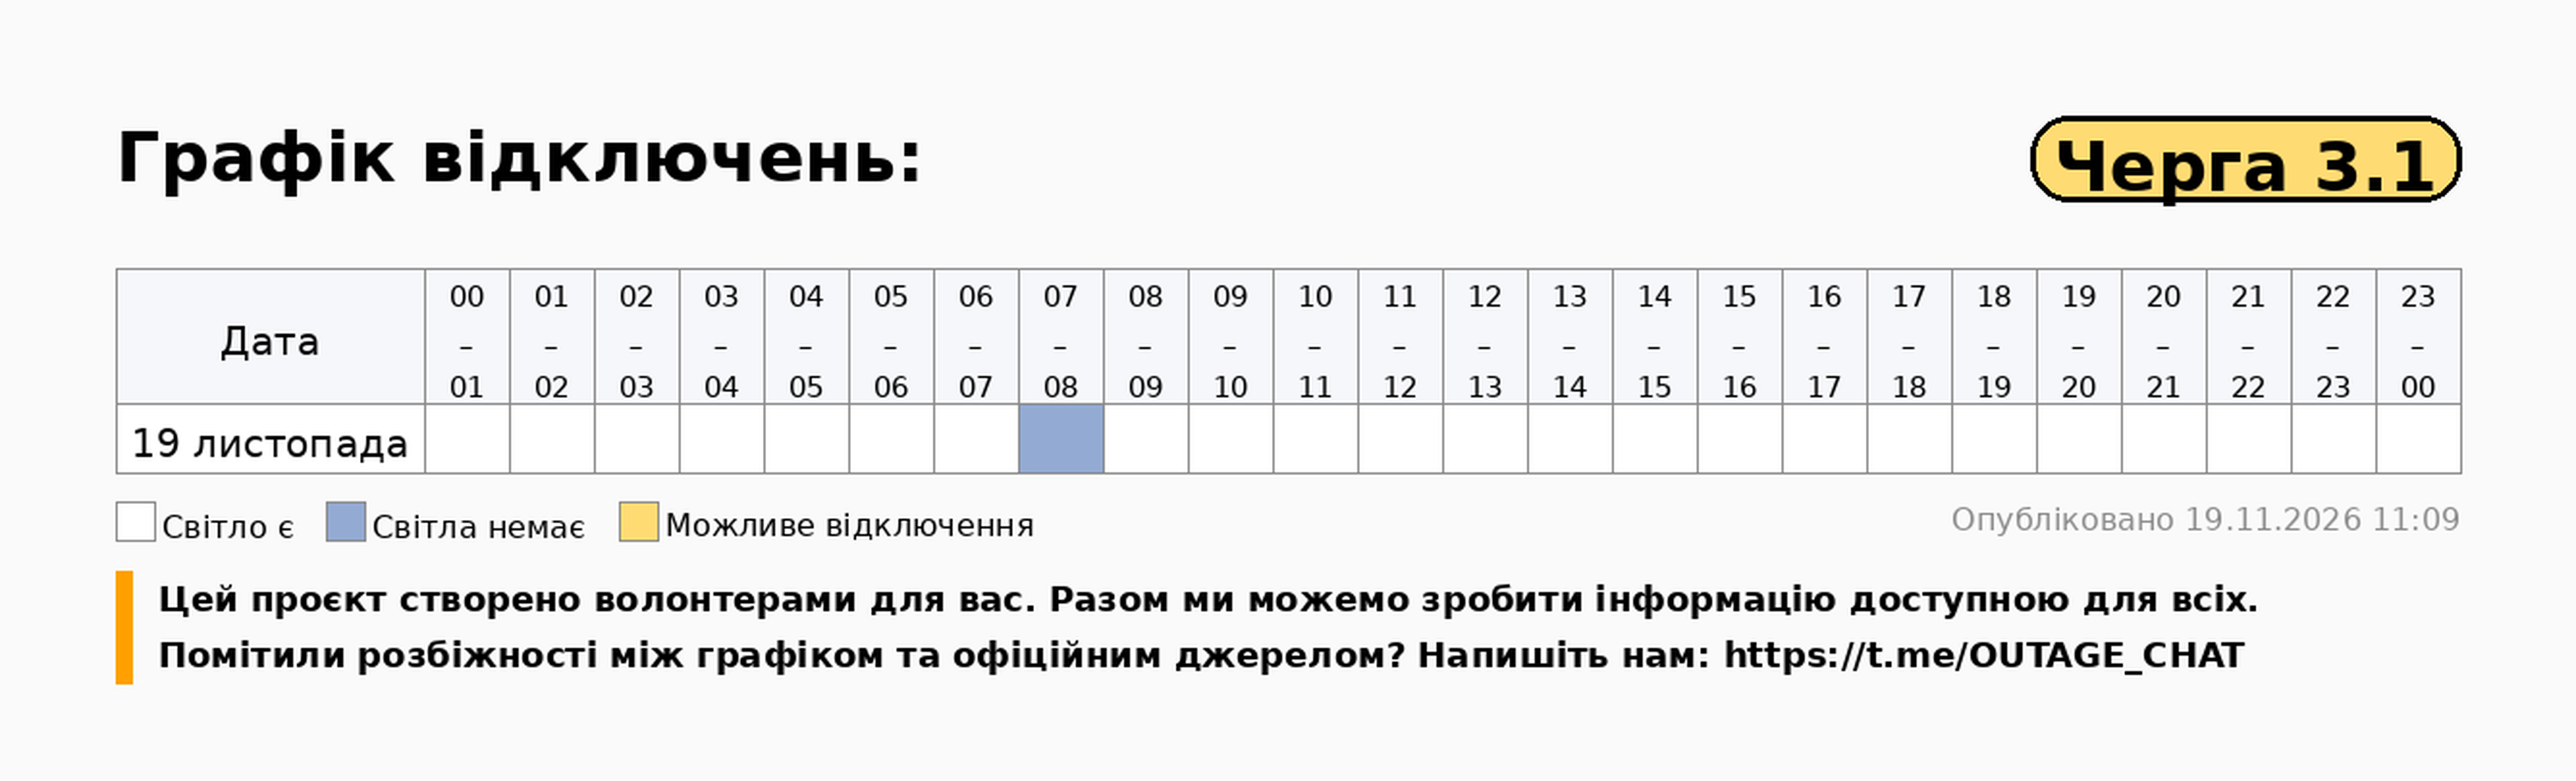 Графік відключень:
Черга 3.1
Дата 00 – 01 01 – 02 02 – 03 03 – 04 04 – 05 05 – 06 06 – 07 07 – 08 08 – 09 09 – 10 10 – 11 11 – 12 12 – 13 13 – 14 14 – 15 15 – 16 16 – 17 17 – 18 18 – 19 19 – 20 20 – 21 21 – 22 22 – 23 23 – 00
19 листопада
Світло є Світла немає Можливе відключення
Опубліковано 19.11.2026 11:09
Цей проєкт створено волонтерами для вас. Разом ми можемо зробити інформацію доступною для всіх.
Помітили розбіжності між графіком та офіційним джерелом? Напишіть нам: https://t.me/OUTAGE_CHAT